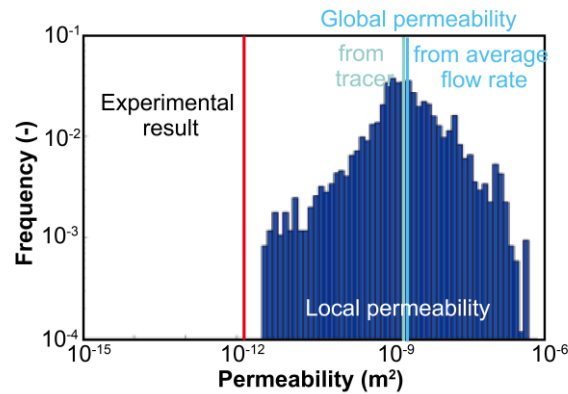 Global permeability
from
tracer
from average
flow rate
Experimental
result
Local permeability
Frequency (-)
10-1
10-2
10-3
10-4
10-15
10-12
10-9
10-6
Permeability (m2)